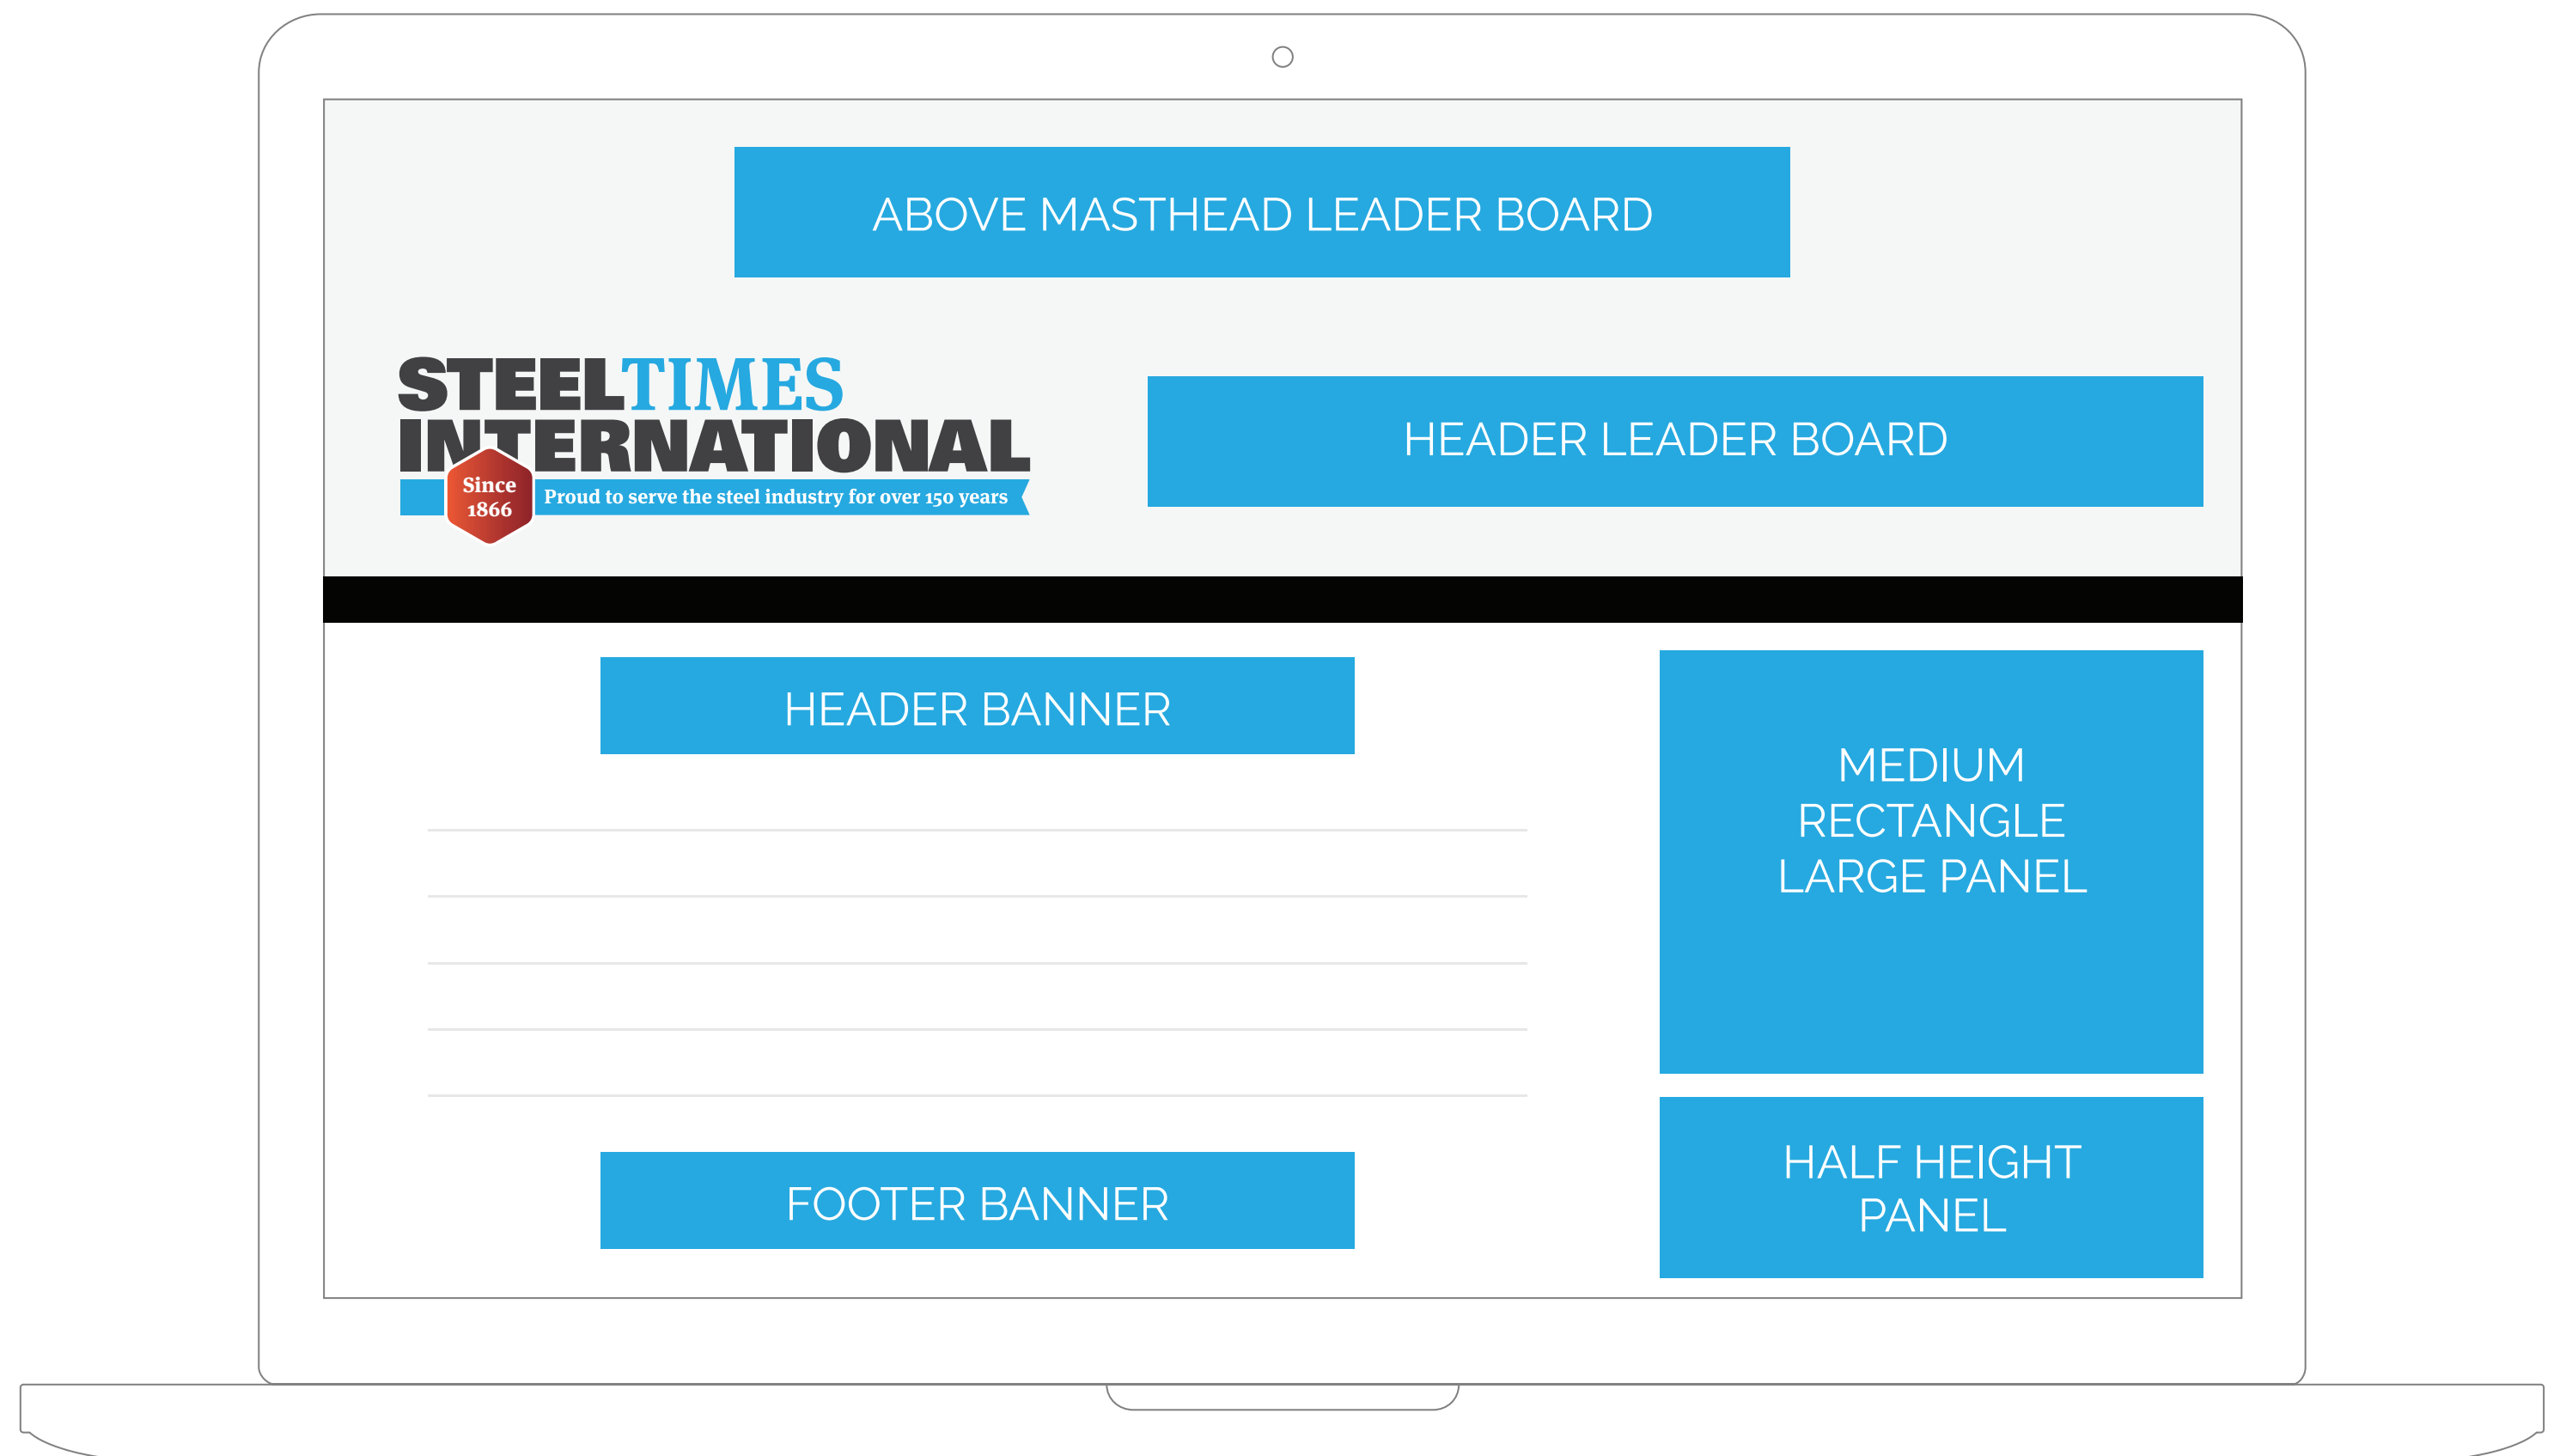 ABOVE MASTHEAD LEADER BOARD
STEELTIMES
INTERNATIONAL
Since
1866
Proud to serve the steel industry for over 150 years
HEADER LEADER BOARD
HEADER BANNER
MEDIUM
RECTANGLE
LARGE PANEL
FOOTER BANNER
HALF HEIGHT
PANEL